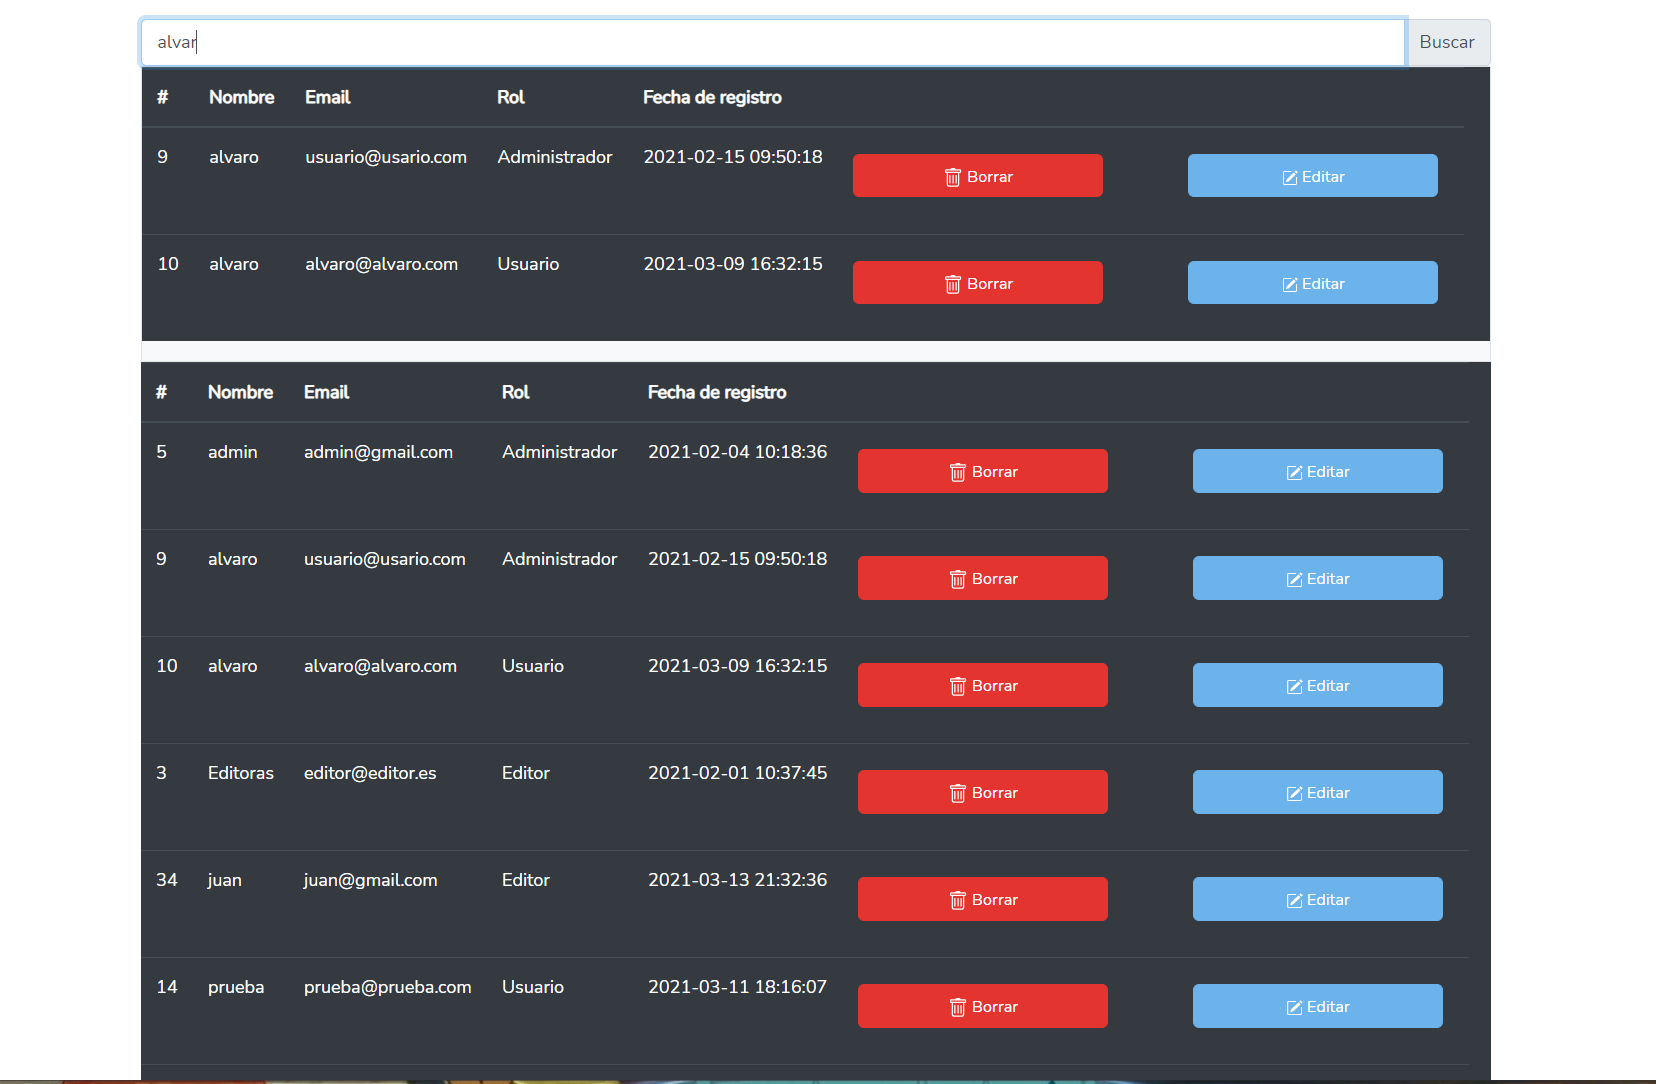 alvar Buscar
# Nombre Email Rol Fecha de registro
9 alvaro usuario@usario.com Administrador 2021-02-15 09:50:18 Borrar Editar
10 alvaro alvaro@alvaro.com Usuario 2021-03-09 16:32:15 Borrar Editar
# Nombre Email Rol Fecha de registro
5 admin admin@gmail.com Administrador 2021-02-04 10:18:36 Borrar Editar
9 alvaro usuario@usario.com Administrador 2021-02-15 09:50:18 Borrar Editar
10 alvaro alvaro@alvaro.com Usuario 2021-03-09 16:32:15 Borrar Editar
3 Editoras editor@editor.es Editor 2021-02-01 10:37:45 Borrar Editar
34 juan juan@gmail.com Editor 2021-03-13 21:32:36 Borrar Editar
14 prueba prueba@prueba.com Usuario 2021-03-11 18:16:07 Borrar Editar